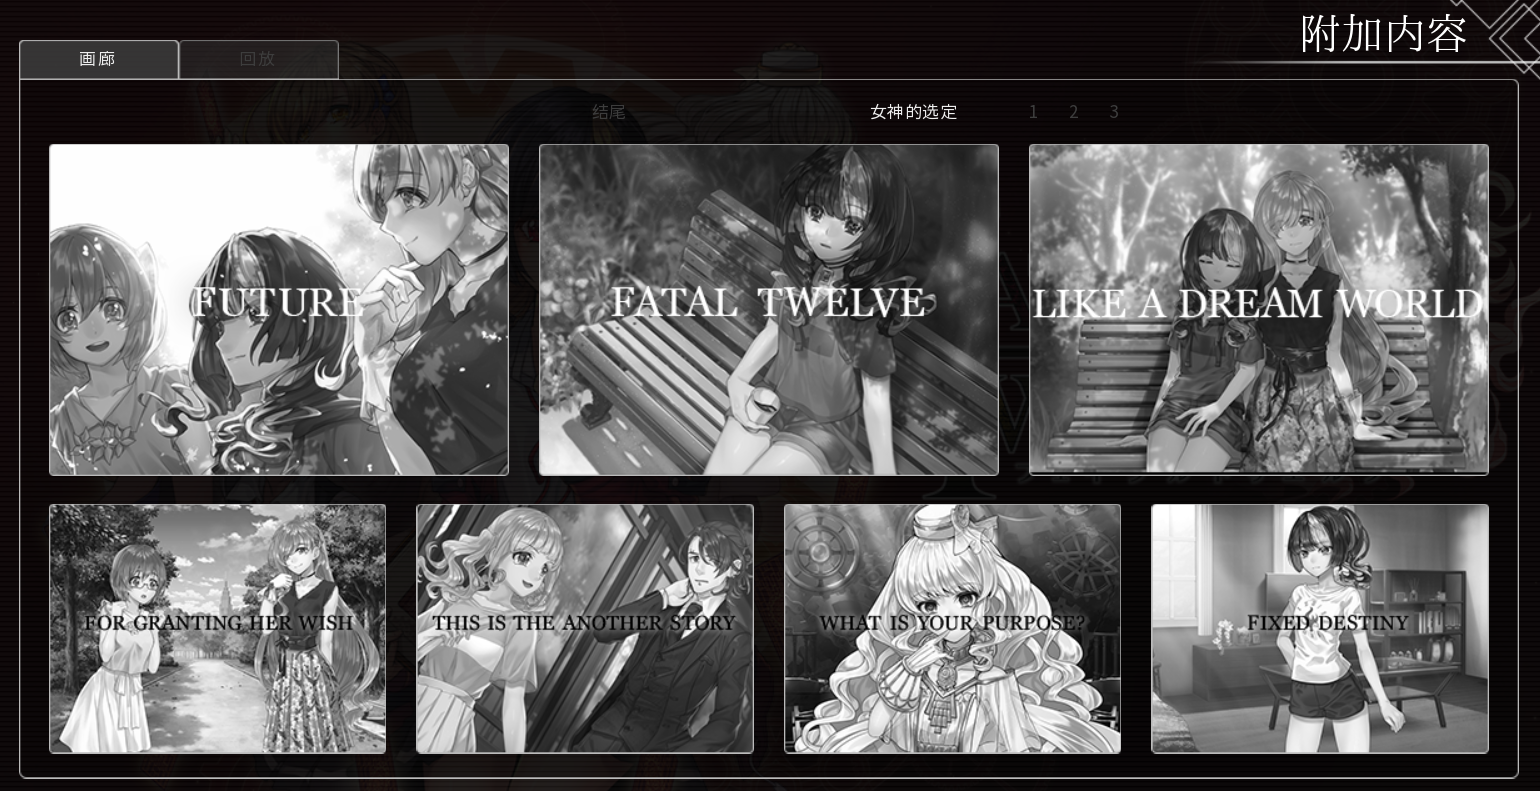 附加内容
画廊
回放
结尾
女神的选定
1 2 3
FUTURE
FATAL TWELVE
LIKE A DREAM WORLD
FOR GRANTING HER WISH
THIS IS THE ANOTHER STORY
WHAT IS YOUR PURPOSE?
FIXED DESTINY